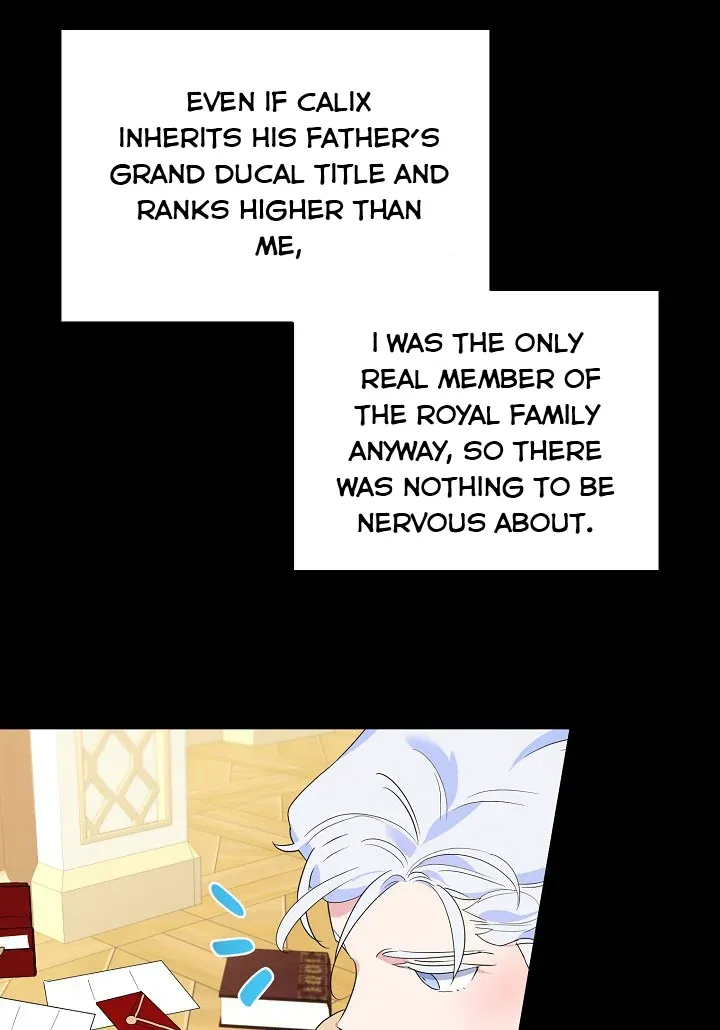 EVEN IF CALIX
INHERITS HIS FATHER'S
GRAND DUCAL TITLE AND
RANKS HIGHER THAN
ME,
I WAS THE ONLY
REAL MEMBER OF
THE ROYAL FAMILY
ANYWAY, SO THERE
WAS NOTHING TO BE
NERVOUS ABOUT.